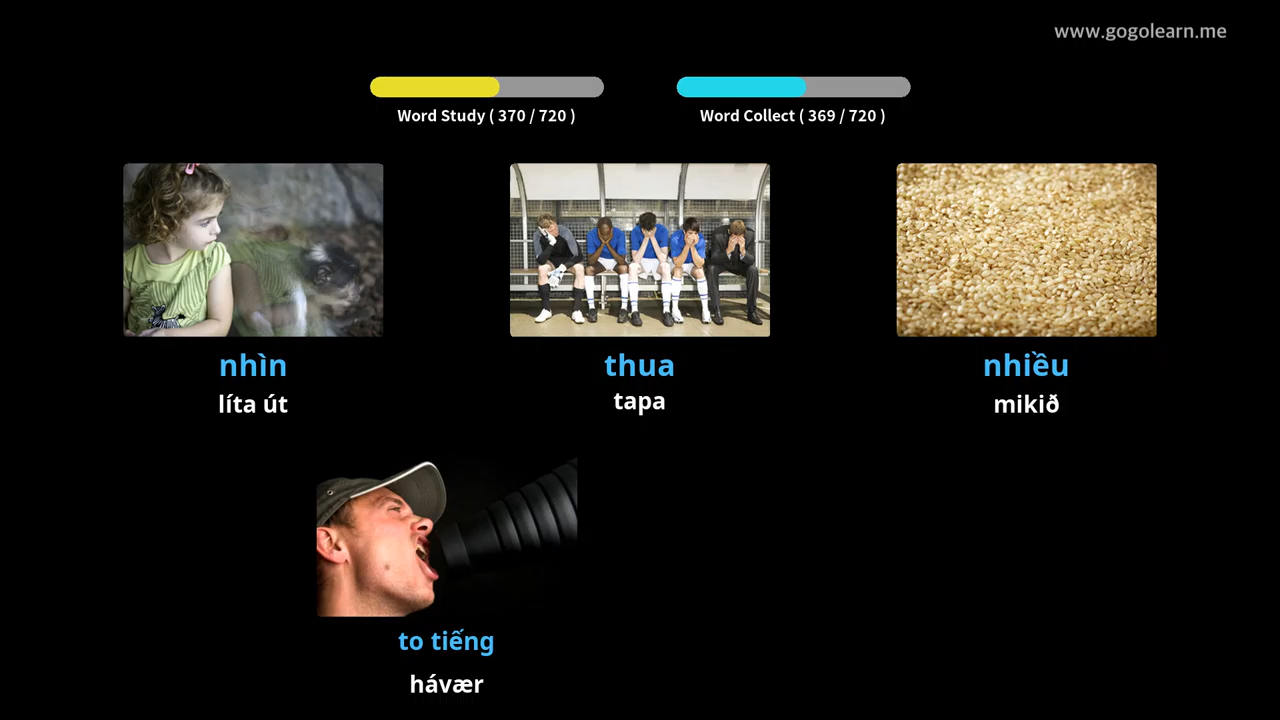 www.gogolearn.me
Word Study ( 370 / 720 )
Word Collect ( 369 / 720 )
nhìn
líta út
thua
tapa
nhiều
mikið
to tiếng
hávær